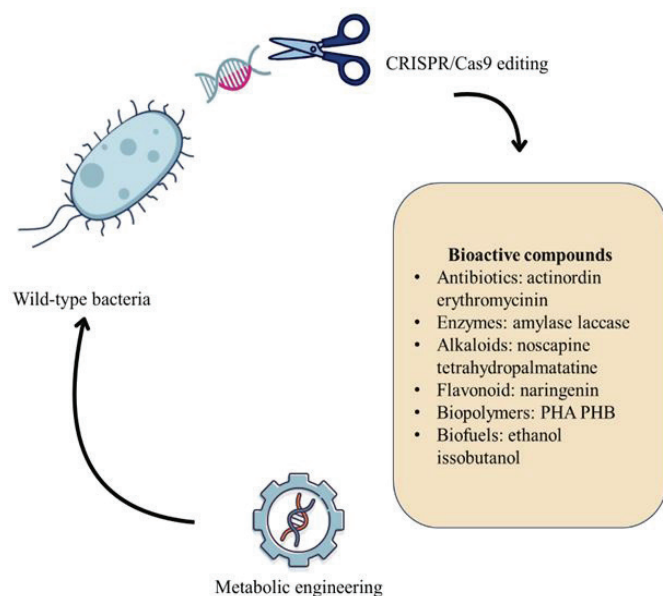 CRISPR/Cas9 editing
Wild-type bacteria
Bioactive compounds
• Antibiotics: actinordin
erythromycinin
• Enzymes: amylase laccase
• Alkaloids: noscapine
tetrahydropalmatatine
• Flavonoid: naringenin
• Biopolymers: PHA PHB
• Biofuels: ethanol
issobutanol
Metabolic engineering